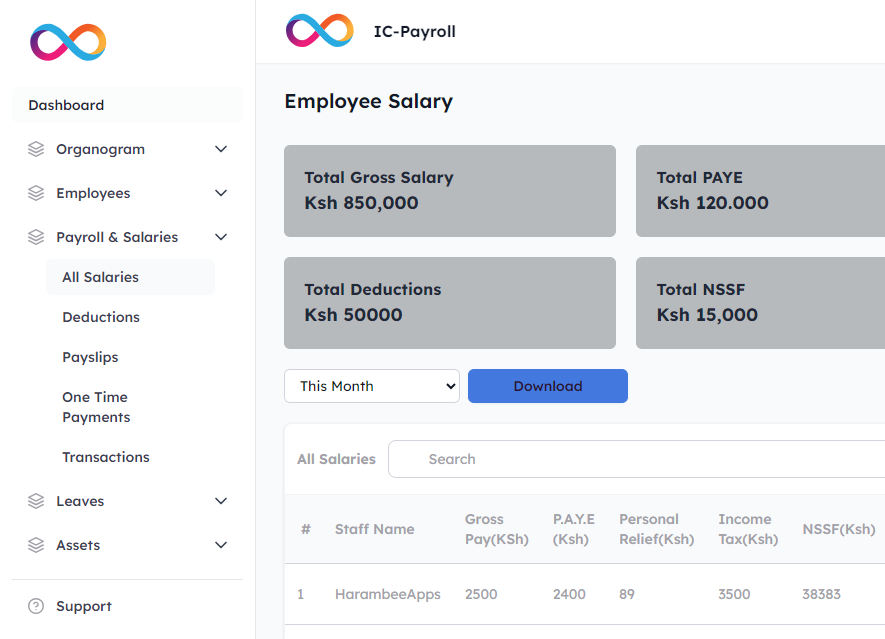 IC-Payroll
Dashboard
Organogram
Employees
Payroll & Salaries
All Salaries
Deductions
Payslips
One Time
Payments
Transactions
Leaves
Assets
Support
Employee Salary
Total Gross Salary
Ksh 850,000
Total PAYE
Ksh 120.000
Total Deductions
Ksh 50000
Total NSSF
Ksh 15,000
This Month
Download
All Salaries Search
# Staff Name Gross Pay(KSh) P.A.Y.E (Ksh) Personal Relief(Ksh) Income Tax(Ksh) NSSF(Ksh)
1 HarambeeApps 2500 2400 89 3500 38383